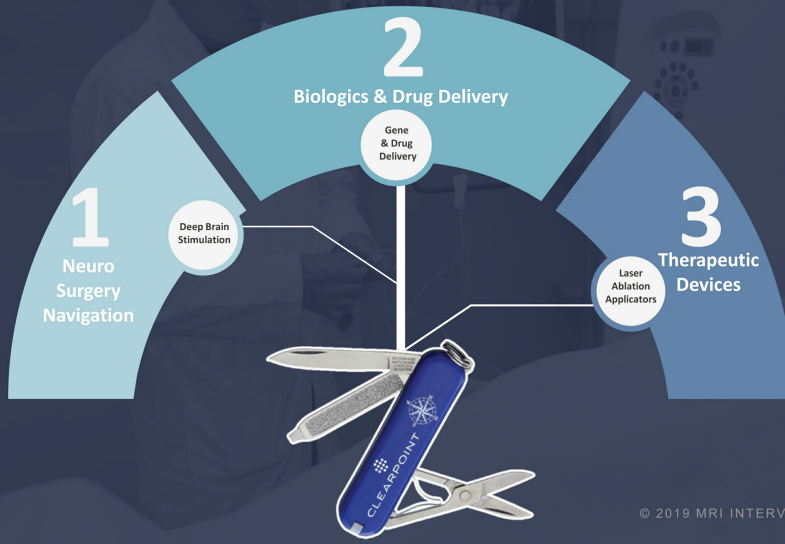 2
Biologics & Drug Delivery
Gene
& Drug
Delivery
1
Neuro
Surgery
Navigation
Deep Brain
Stimulation
3
Therapeutic
Devices
Laser
Ablation
Applicators
CLEARPOINT
© 2019 MRI INTERV